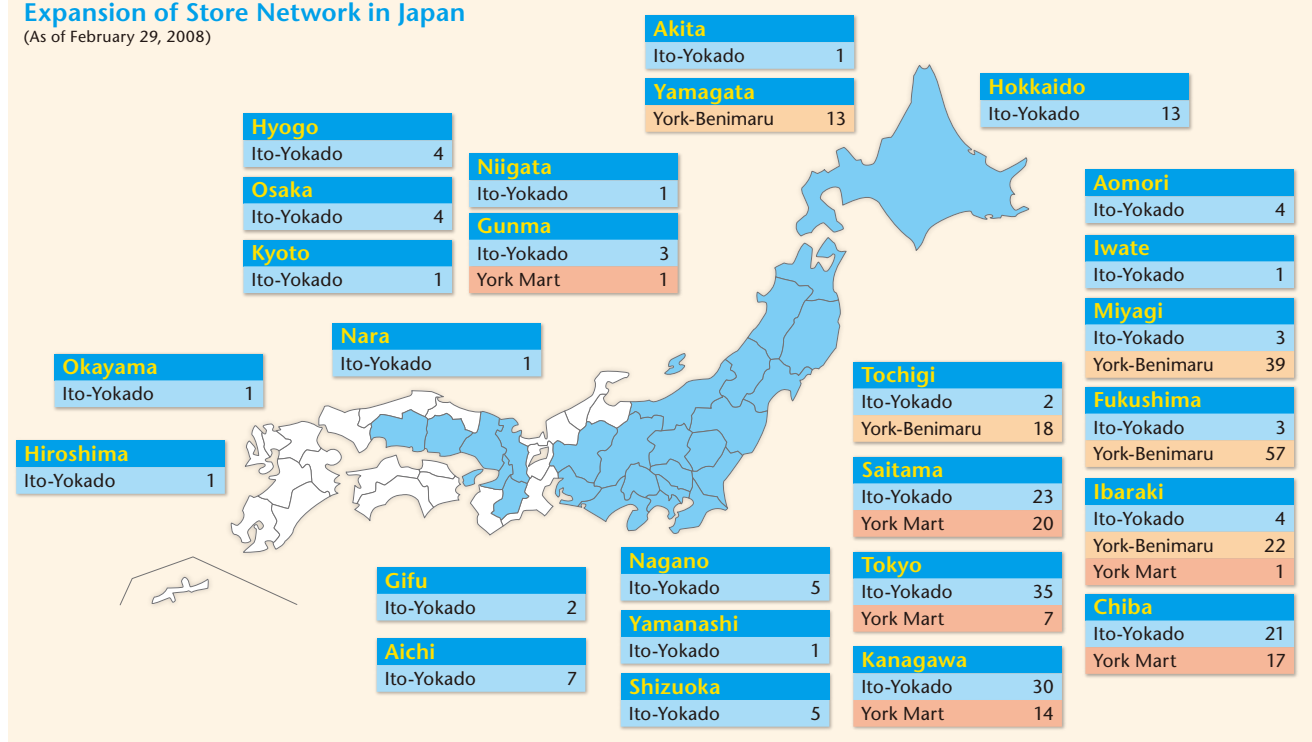 Expansion of Store Network in Japan
(As of February 29, 2008)
Akita
Ito-Yokado 1
Yamagata
York-Benimaru 13
Hokkaido
Ito-Yokado 13
Hyogo
Ito-Yokado 4
Osaka
Ito-Yokado 4
Kyoto
Ito-Yokado 1
Niigata
Ito-Yokado 1
Gunma
Ito-Yokado 3
York Mart 1
Aomori
Ito-Yokado 4
Iwate
Ito-Yokado 1
Miyagi
Ito-Yokado 3
York-Benimaru 39
Fukushima
Ito-Yokado 3
York-Benimaru 57
Ibaraki
Ito-Yokado 4
York-Benimaru 22
York Mart 1
Chiba
Ito-Yokado 21
York Mart 17
Nara
Ito-Yokado 1
Okayama
Ito-Yokado 1
Hiroshima
Ito-Yokado 1
Tochigi
Ito-Yokado 2
York-Benimaru 18
Saitama
Ito-Yokado 23
York Mart 20
Tokyo
Ito-Yokado 35
York Mart 7
Kanagawa
Ito-Yokado 30
York Mart 14
Gifu
Ito-Yokado 2
Aichi
Ito-Yokado 7
Nagano
Ito-Yokado 5
Yamanashi
Ito-Yokado 1
Shizuoka
Ito-Yokado 5